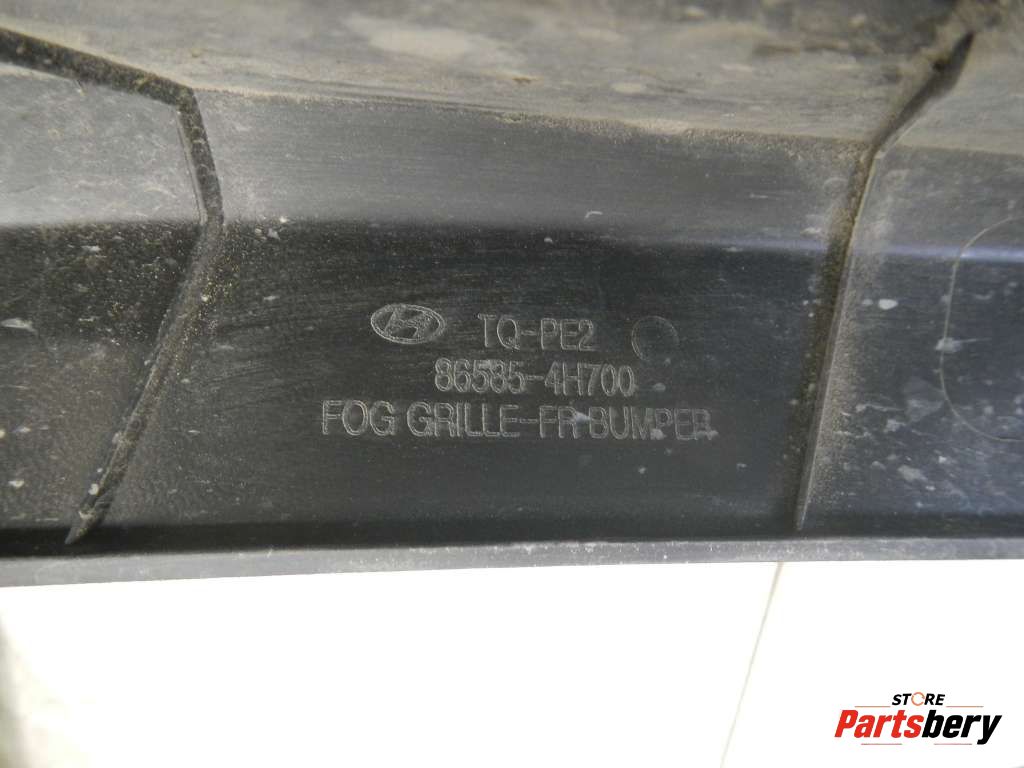 TQ-PE2
86585-4H700
FOG GRILLE-FR BUMPER
STORE
Partsbery